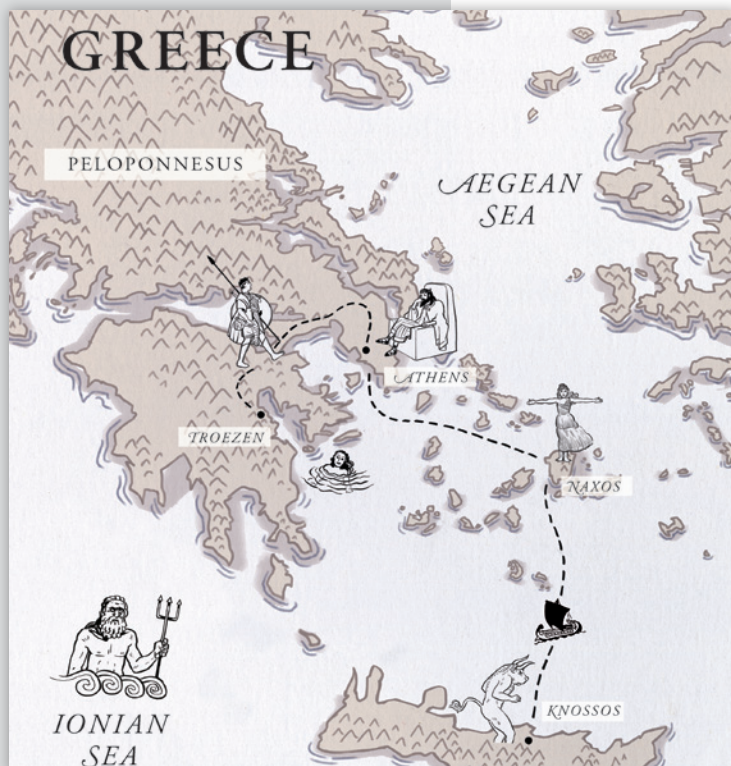 GREECE
PELOPONNESUS
AEGEAN
SEA
ATHENS
TROEZEN
NAXOS
KNOSSOS
IONIAN
SEA